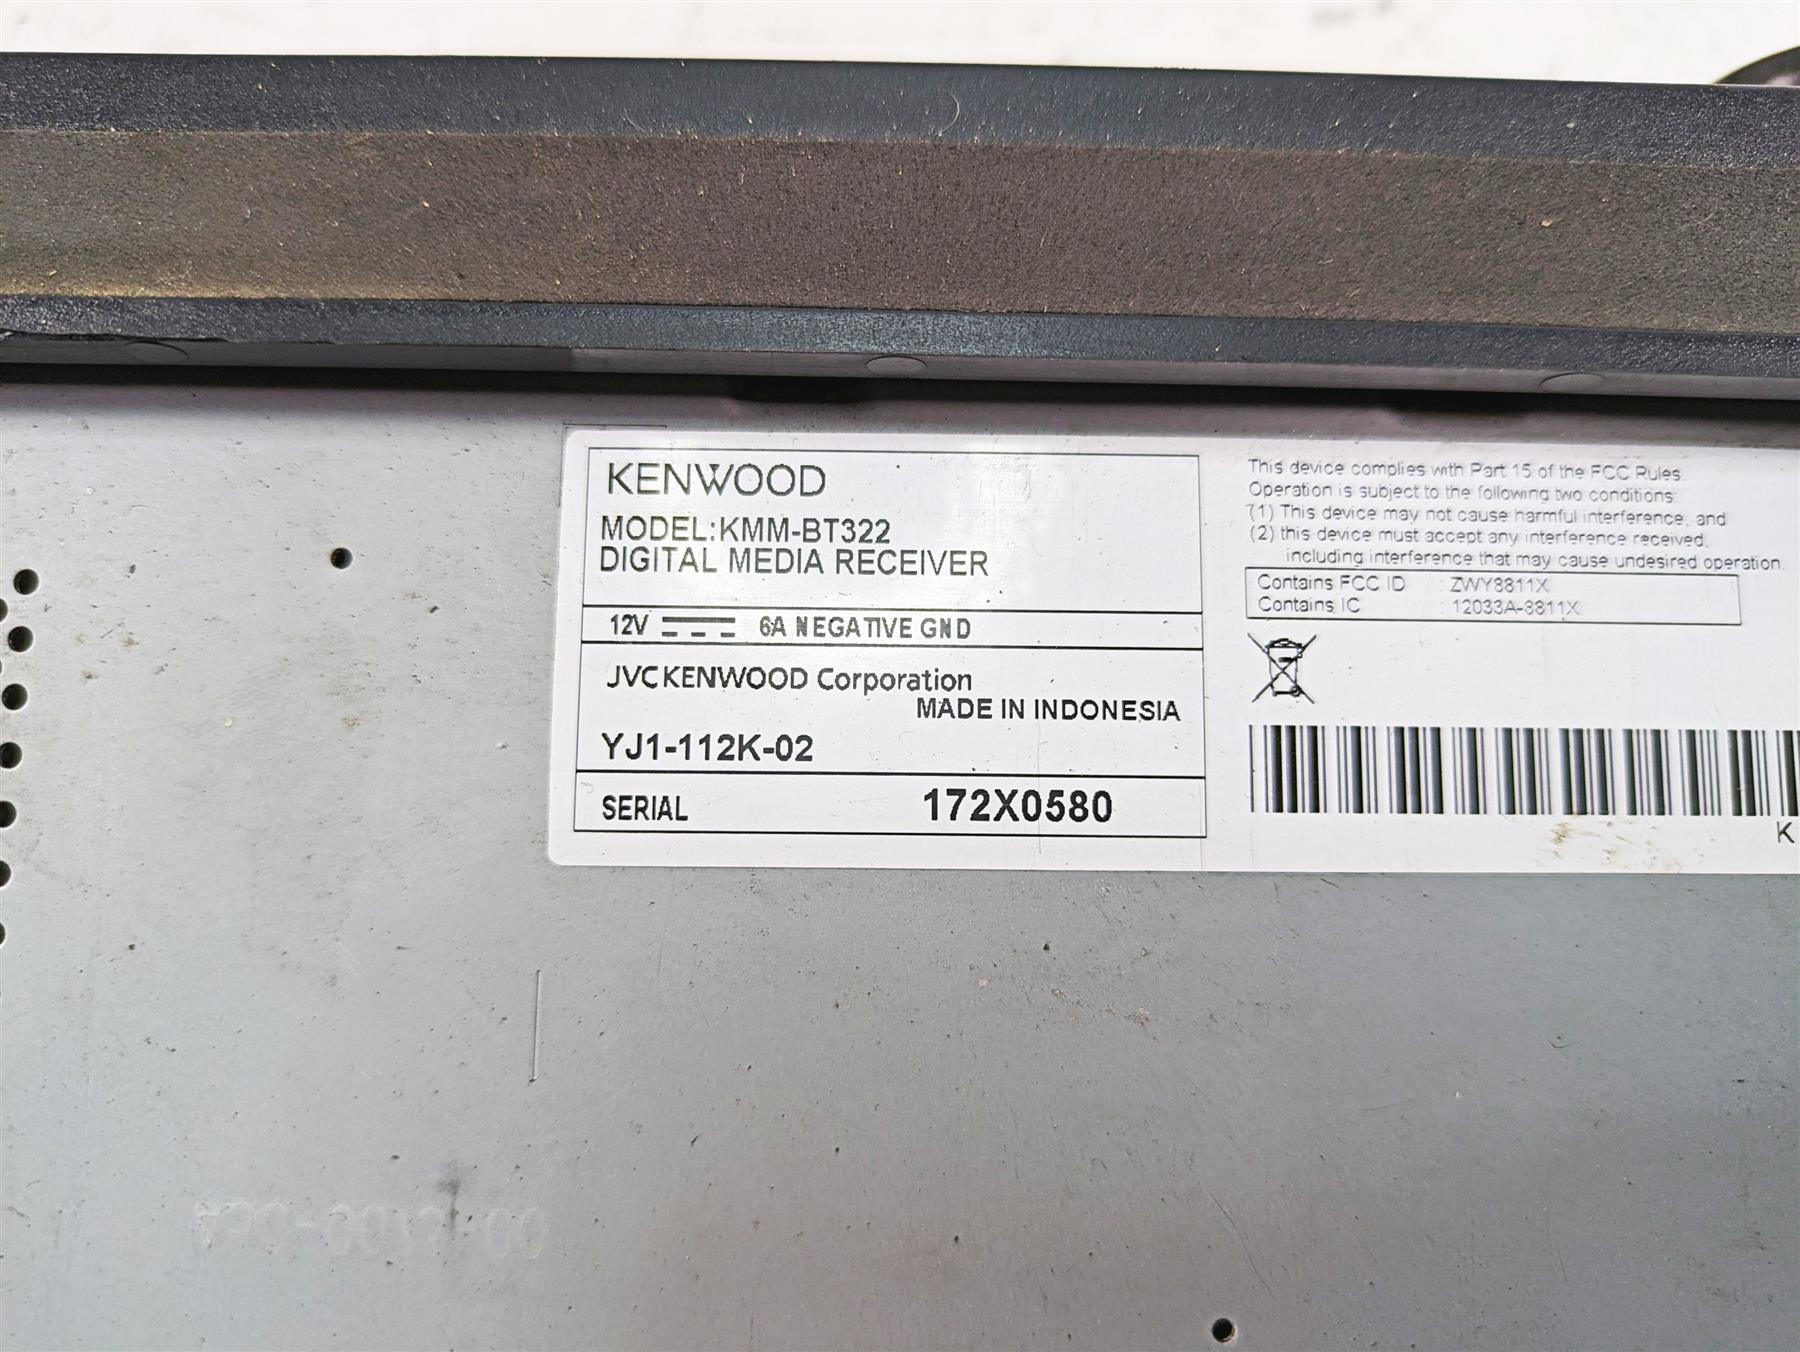 KENWOOD
MODEL:KMM-BT322
DIGITAL MEDIA RECEIVER
12V 6A NEGATIVE GND
JVCKENWOOD Corporation
MADE IN INDONESIA
YJ1-112K-02
SERIAL 172X0580
This device complies with Part 15 of the FCC Rules.
Operation is subject to the following two conditions:
(1) This device may not cause harmful interference, and
(2) this device must accept any interference received,
including interference that may cause undesired operation.
Contains FCC ID : ZWY8811X
Contains IC : 12033A-8811X
K